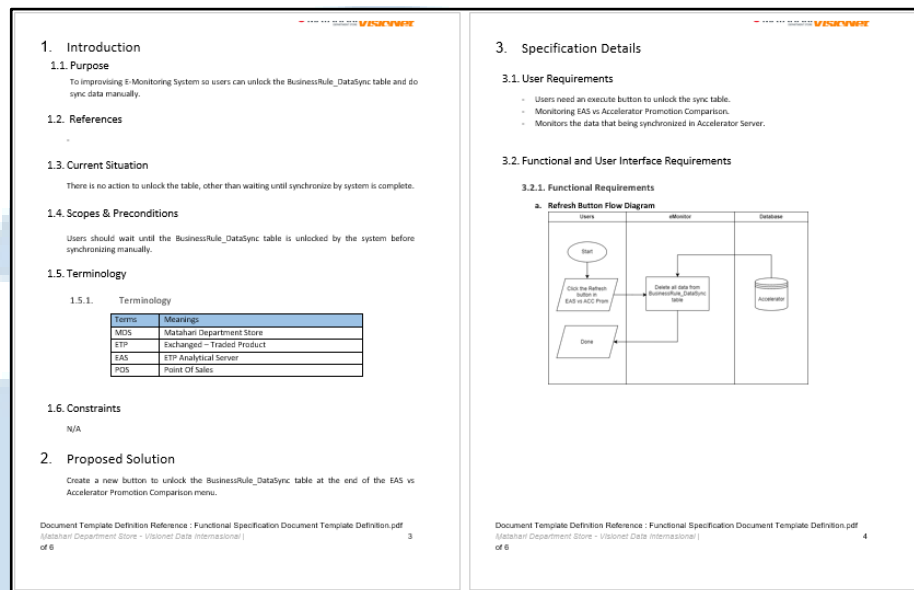 VISIONET
1. Introduction
1.1. Purpose
To improvising E-Monitoring System so users can unlock the BusinessRule_DataSync table and do
sync data manually.
1.2. References
-
1.3. Current Situation
There is no action to unlock the table, other than waiting until synchronize by system is complete.
1.4. Scopes & Preconditions
Users should wait until the BusinessRule_DataSync table is unlocked by the system before
synchronizing manually.
1.5. Terminology
1.5.1. Terminology
Terms Meanings
MDS Matahari Department Store
ETP Exchanged – Traded Product
EAS ETP Analytical Server
POS Point Of Sales
1.6. Constraints
N/A
2. Proposed Solution
Create a new button to unlock the BusinessRule_DataSync table at the end of the EAS vs
Accelerator Promotion Comparison menu.
Document Template Definition Reference : Functional Specification Document Template Definition.pdf
Matahari Department Store - Visionet Data Internasional | 3
of 6
VISIONET
3. Specification Details
3.1. User Requirements
- Users need an execute button to unlock the sync table.
- Monitoring EAS vs Accelerator Promotion Comparison.
- Monitors the data that being synchronized in Accelerator Server.
3.2. Functional and User Interface Requirements
3.2.1. Functional Requirements
a. Refresh Button Flow Diagram
Users eMonitor Database
Start
Click the Refresh
button in
EAS vs ACC Prom
Delete all data from
BusinessRule_DataSync
table
Accelerator
Done
Document Template Definition Reference : Functional Specification Document Template Definition.pdf
Matahari Department Store - Visionet Data Internasional | 4
of 6